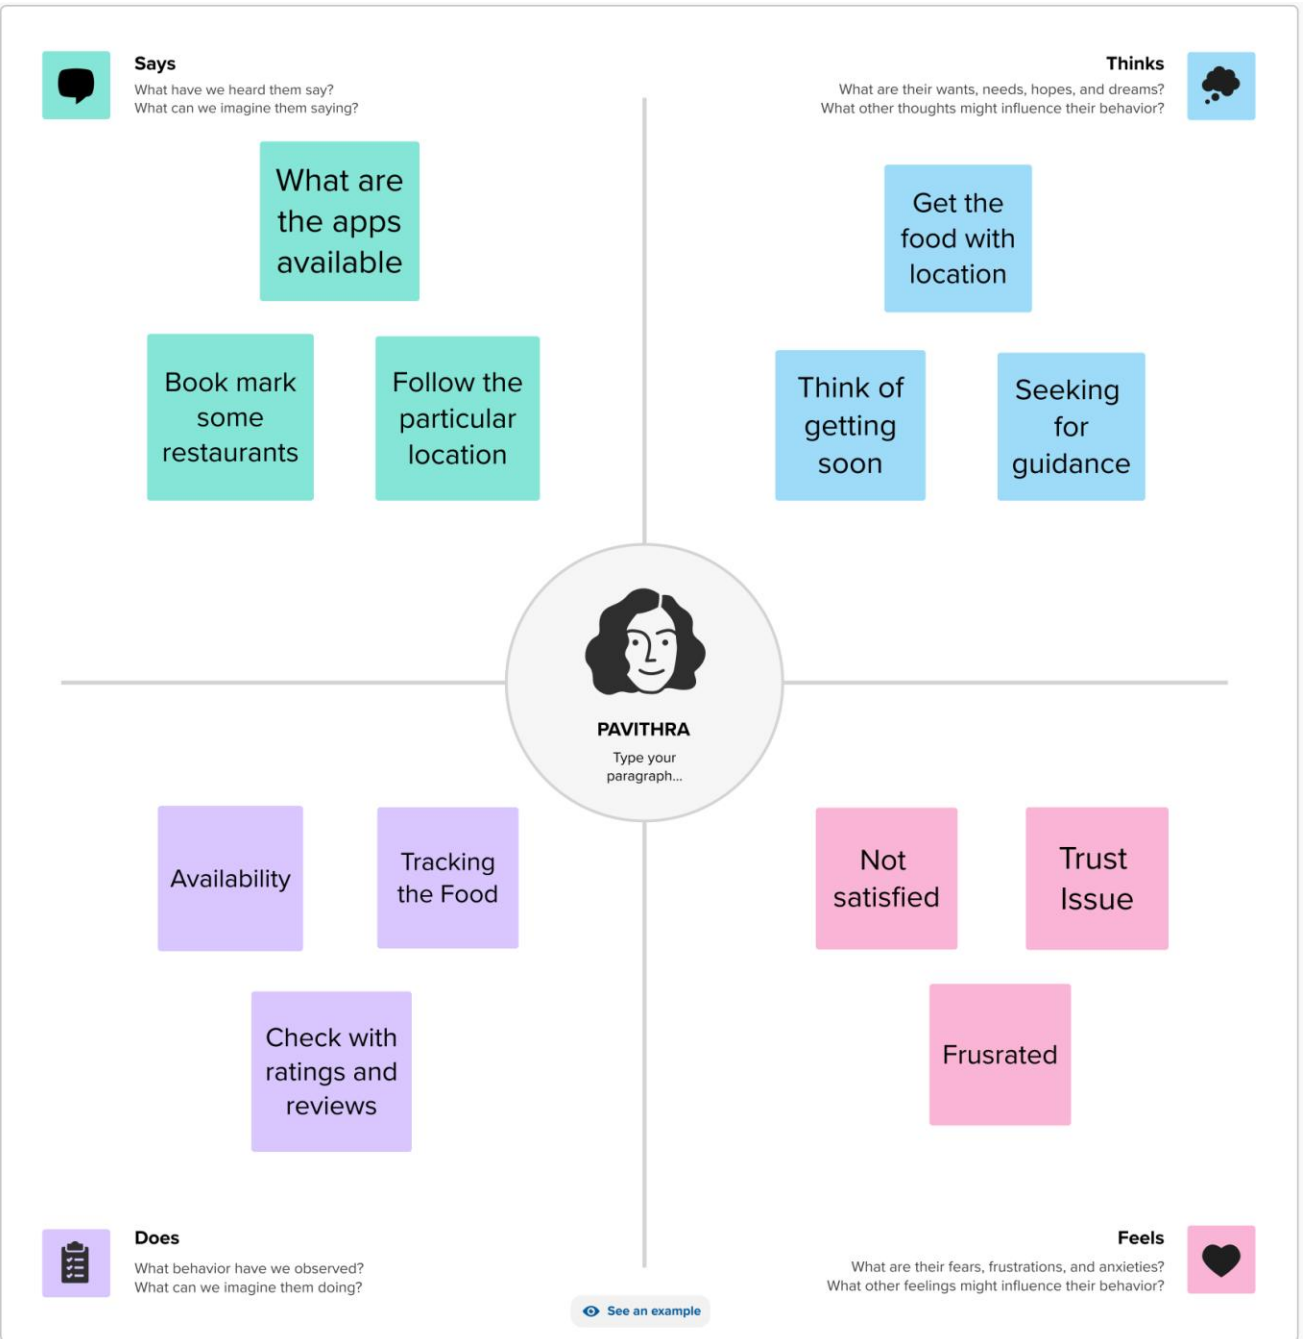 Says
What have we heard them say?
What can we imagine them saying?
What are
the apps
available
Book mark
some
restaurants
Follow the
particular
location
Thinks
What are their wants, needs, hopes, and dreams?
What other thoughts might influence their behavior?
Get the
food with
location
Think of
getting
soon
Seeking
for
guidance
PAVITHRA
Type your
paragraph...
Availability
Tracking
the Food
Check with
ratings and
reviews
Does
What behavior have we observed?
What can we imagine them doing?
Not
satisfied
Trust
Issue
Frusrated
Feels
What are their fears, frustrations, and anxieties?
What other feelings might influence their behavior?
See an example